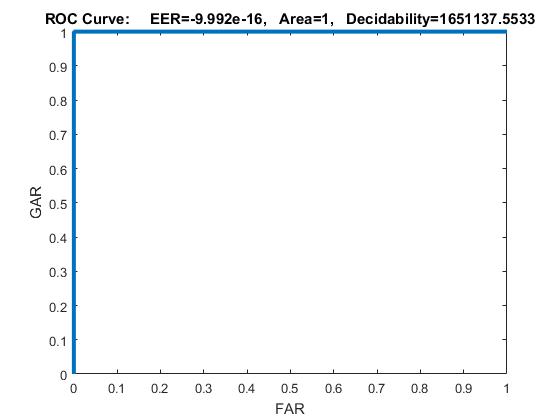 ROC Curve: EER=-9.992e-16, Area=1, Decidability=1651137.5533
1
0.9
0.8
0.7
0.6
0.5
0.4
0.3
0.2
0.1
0
GAR
0 0.1 0.2 0.3 0.4 0.5 0.6 0.7 0.8 0.9 1
FAR